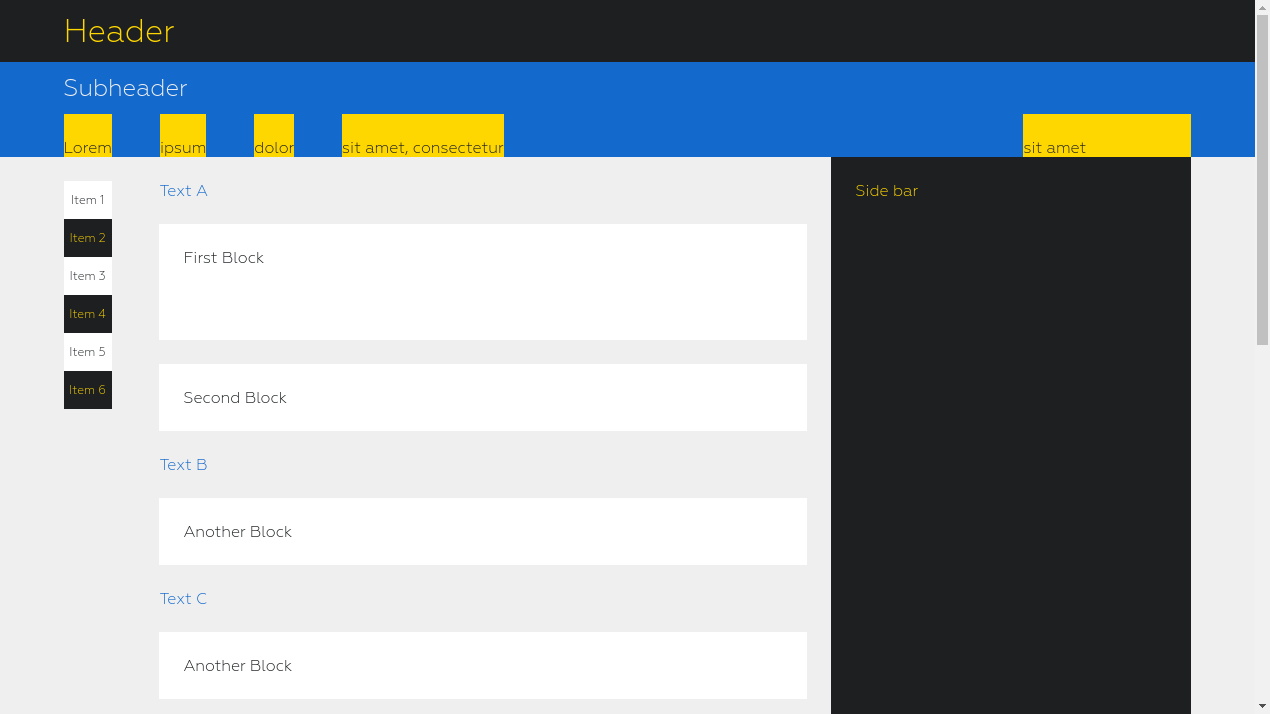 Header
Subheader
Lorem
ipsum
dolor
sit amet, consectetur
sit amet
Item 1
Item 2
Item 3
Item 4
Item 5
Item 6
Text A
First Block
Second Block
Text B
Another Block
Text C
Another Block
Side bar